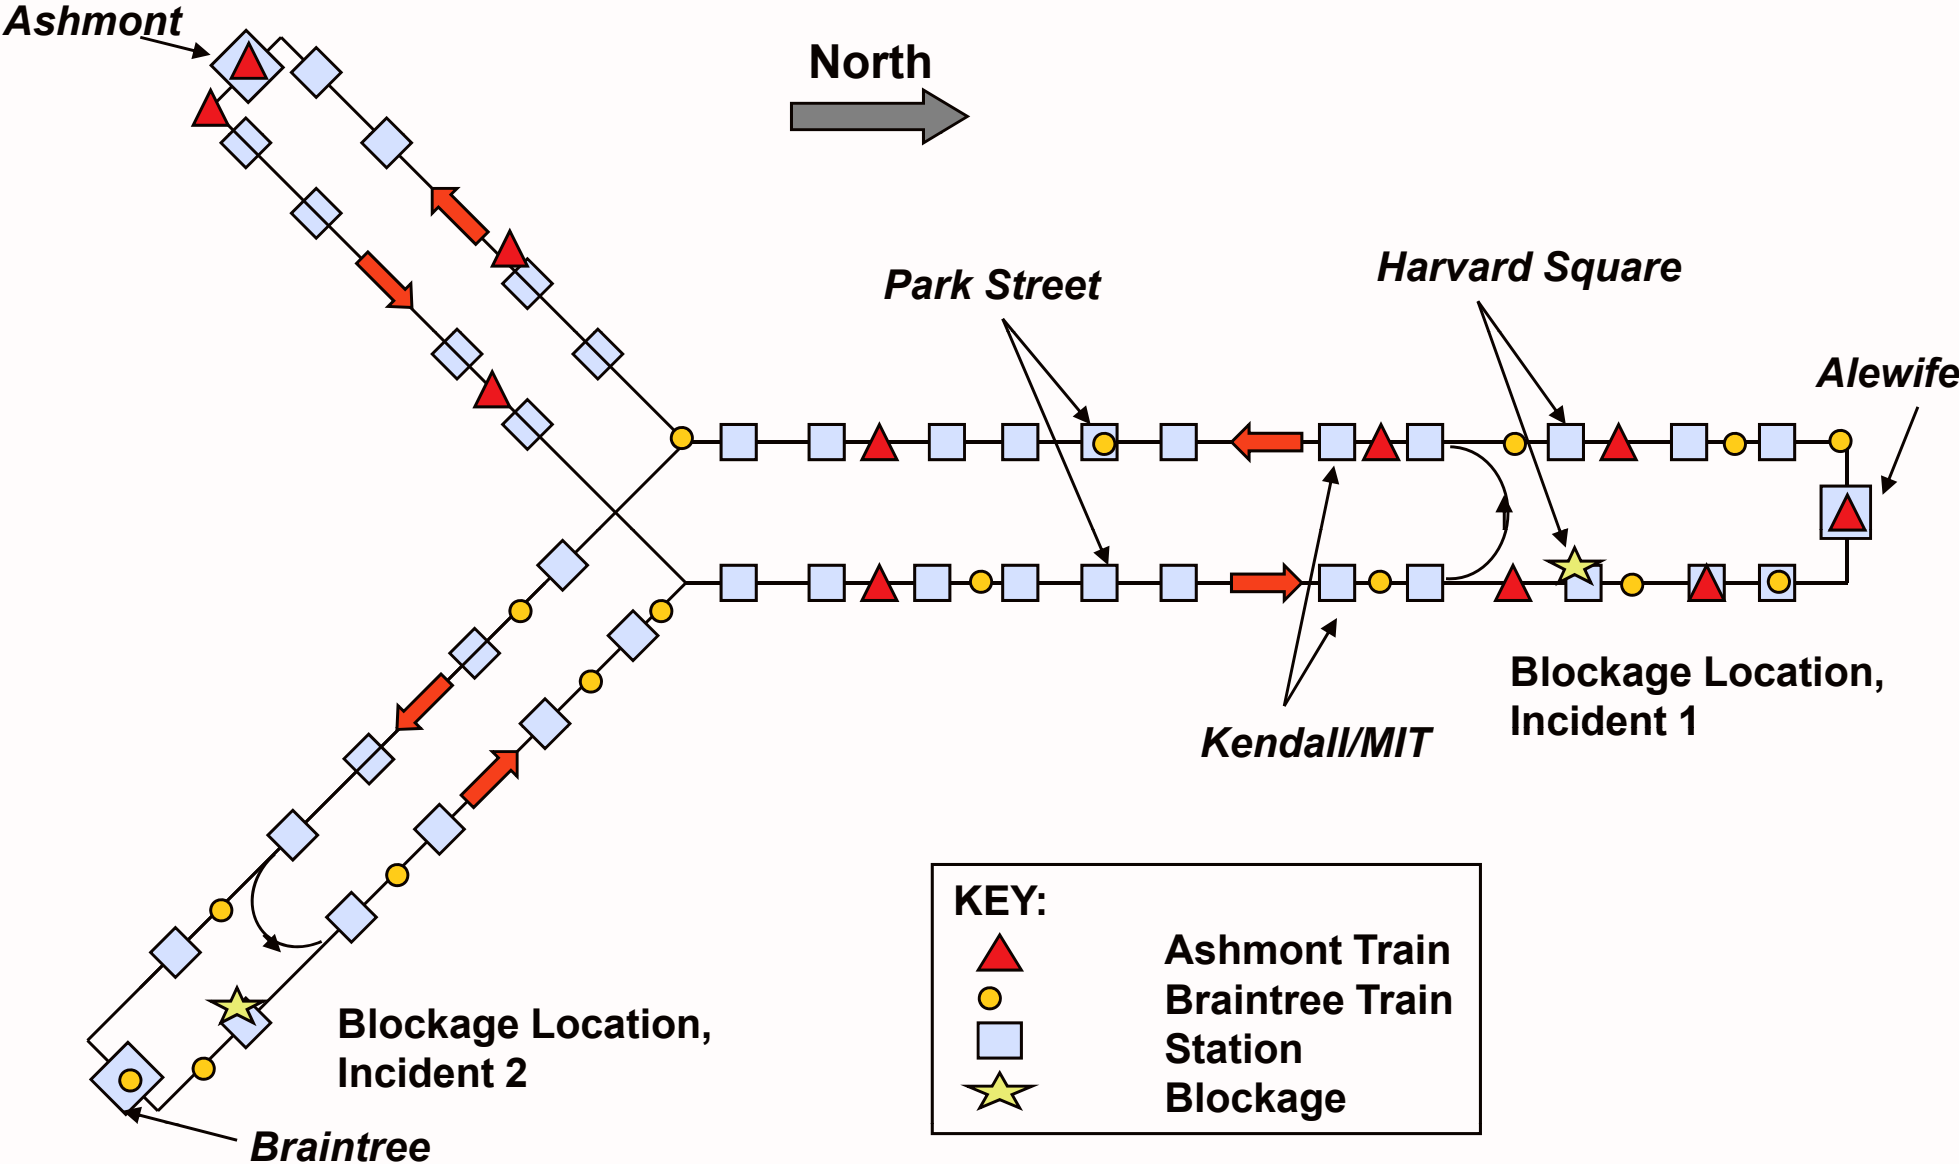 Ashmont
North
Park Street
Harvard Square
Alewife
Kendall/MIT
Blockage Location,
Incident 1
Blockage Location,
Incident 2
Braintree
KEY:
Ashmont Train
Braintree Train
Station
Blockage